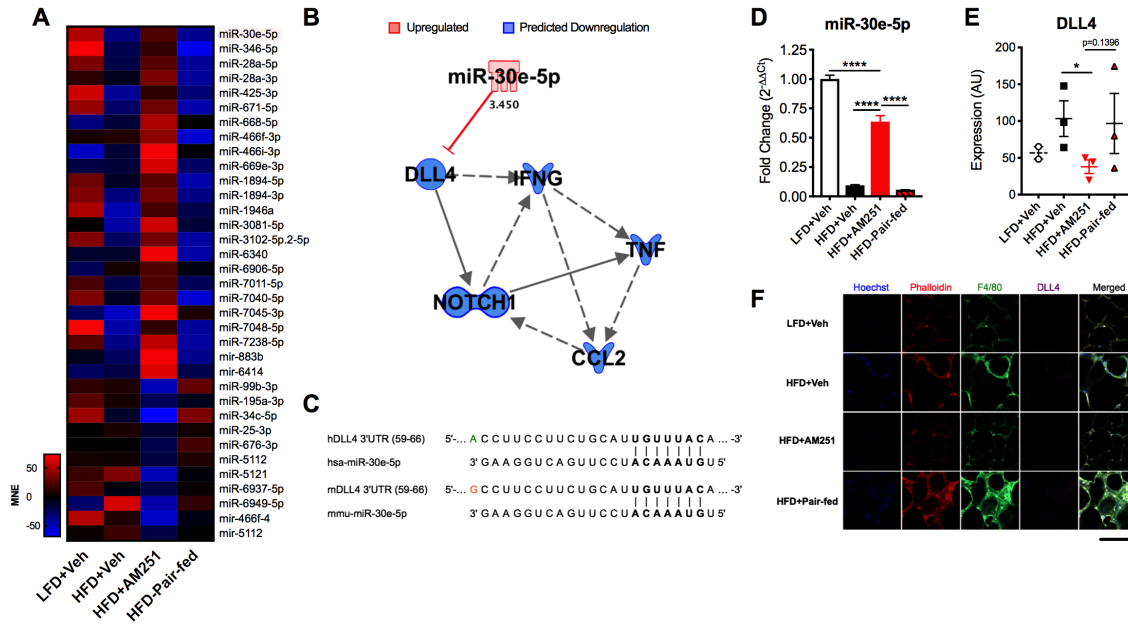 A
miR-30e-5p
miR-346-5p
miR-28a-5p
miR-28a-3p
miR-425-3p
miR-671-5p
miR-668-5p
miR-466f-3p
miR-466i-3p
miR-669e-3p
miR-1894-5p
miR-1894-3p
miR-1946a
miR-3081-5p
miR-3102-5p.2-5p
miR-6340
miR-6906-5p
miR-7011-5p
miR-7040-5p
miR-7045-3p
miR-7048-5p
miR-7238-5p
mir-883b
mir-6414
miR-99b-3p
miR-195a-3p
miR-34c-5p
miR-25-3p
miR-676-3p
miR-5112
miR-5121
miR-6937-5p
miR-6949-5p
mir-466f-4
mir-5112
MNE
50
0
-50
LFD+Veh
HFD+Veh
HFD+AM251
HFD-Pair-fed
B
Upregulated
Predicted Downregulation
miR-30e-5p
3.450
DLL4
IFNG
TNF
NOTCH1
CCL2
C
hDLL4 3'UTR (59-66) 5'-... A C C U U C C U U C U G C A U U G U U U A C A ... -3'
hsa-miR-30e-5p 3' G A A G G U C A G U U C C U A C A A A U G U 5'
mDLL4 3'UTR (59-66) 5'-... G C C U U C C U U C U G C A U U G U U U A C A ... -3'
mmu-miR-30e-5p 3' G A A G G U C A G U U C C U A C A A A U G U 5'
D
miR-30e-5p
Fold Change (2^-ΔΔCt)
1.25
1.00
0.75
0.50
0.25
0.00
****
**** ****
LFD+Veh
HFD+Veh
HFD+AM251
HFD-Pair-fed
E
DLL4
Expression (AU)
200
150
100
50
0
p=0.1396
*
LFD+Veh
HFD+Veh
HFD+AM251
HFD-Pair-fed
F
Hoechst Phalloidin F4/80 DLL4 Merged
LFD+Veh
HFD+Veh
HFD+AM251
HFD+Pair-fed